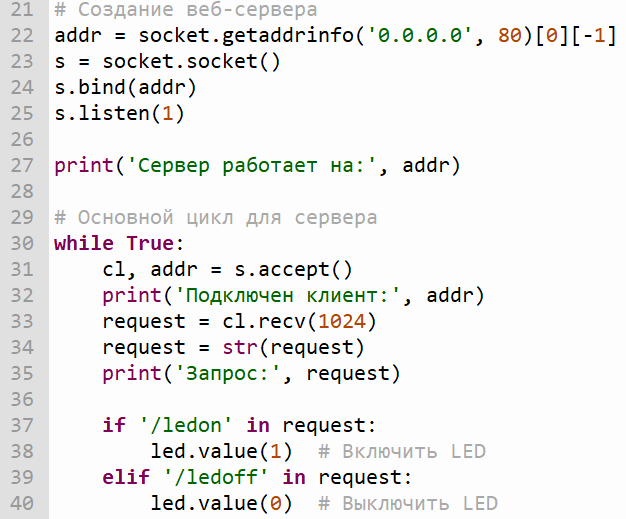 21 # Создание веб-сервера
22 addr = socket.getaddrinfo('0.0.0.0', 80)[0][-1]
23 s = socket.socket()
24 s.bind(addr)
25 s.listen(1)
26
27 print('Сервер работает на:', addr)
28
29 # Основной цикл для сервера
30 while True:
31     cl, addr = s.accept()
32     print('Подключен клиент:', addr)
33     request = cl.recv(1024)
34     request = str(request)
35     print('Запрос:', request)
36
37     if '/ledon' in request:
38         led.value(1)  # Включить LED
39     elif '/ledoff' in request:
40         led.value(0)  # Выключить LED